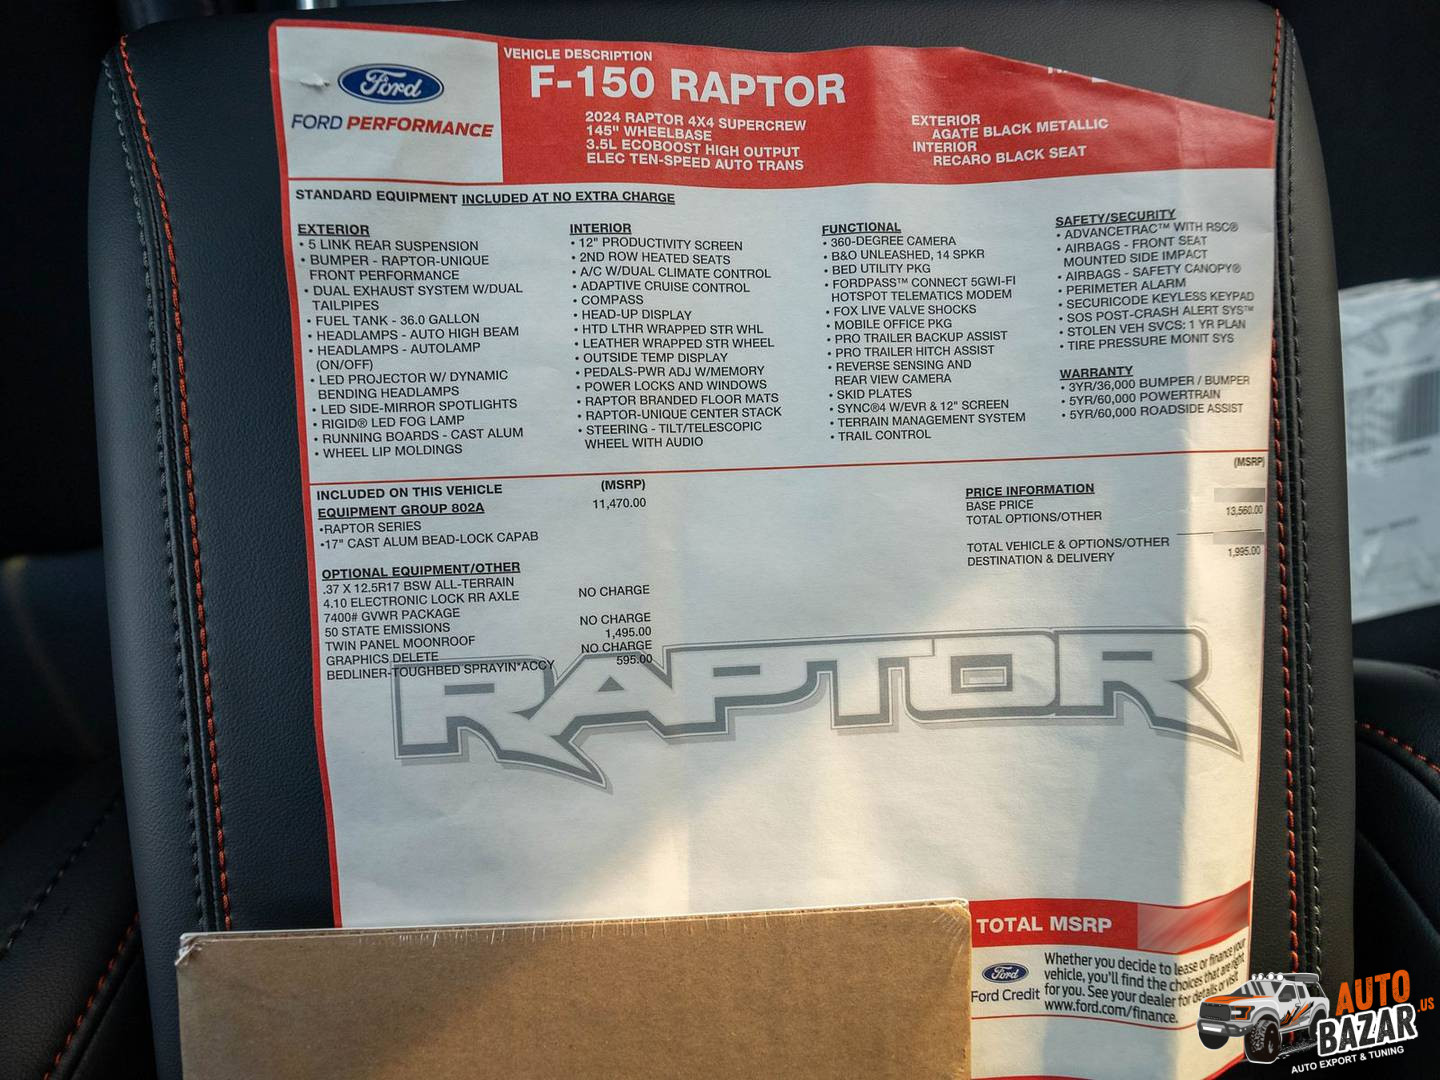 Ford
FORD PERFORMANCE
VEHICLE DESCRIPTION
F-150 RAPTOR
2024 RAPTOR 4X4 SUPERCREW
145" WHEELBASE
3.5L ECOBOOST HIGH OUTPUT
ELEC TEN-SPEED AUTO TRANS
EXTERIOR
AGATE BLACK METALLIC
INTERIOR
RECARO BLACK SEAT
STANDARD EQUIPMENT INCLUDED AT NO EXTRA CHARGE
EXTERIOR
• 5 LINK REAR SUSPENSION
• BUMPER - RAPTOR-UNIQUE
FRONT PERFORMANCE
• DUAL EXHAUST SYSTEM W/DUAL
TAILPIPES
• FUEL TANK - 36.0 GALLON
• HEADLAMPS - AUTO HIGH BEAM
• HEADLAMPS - AUTOLAMP
(ON/OFF)
• LED PROJECTOR W/ DYNAMIC
BENDING HEADLAMPS
• LED SIDE-MIRROR SPOTLIGHTS
• RIGID® LED FOG LAMP
• RUNNING BOARDS - CAST ALUM
• WHEEL LIP MOLDINGS
INTERIOR
• 12" PRODUCTIVITY SCREEN
• 2ND ROW HEATED SEATS
• A/C W/DUAL CLIMATE CONTROL
• ADAPTIVE CRUISE CONTROL
• COMPASS
• HEAD-UP DISPLAY
• HTD LTHR WRAPPED STR WHL
• LEATHER WRAPPED STR WHEEL
• OUTSIDE TEMP DISPLAY
• PEDALS-PWR ADJ W/MEMORY
• POWER LOCKS AND WINDOWS
• RAPTOR BRANDED FLOOR MATS
• RAPTOR-UNIQUE CENTER STACK
• STEERING - TILT/TELESCOPIC
WHEEL WITH AUDIO
FUNCTIONAL
• 360-DEGREE CAMERA
• B&O UNLEASHED, 14 SPKR
• BED UTILITY PKG
• FORDPASS™ CONNECT 5GWI-FI
HOTSPOT TELEMATICS MODEM
• FOX LIVE VALVE SHOCKS
• MOBILE OFFICE PKG
• PRO TRAILER BACKUP ASSIST
• PRO TRAILER HITCH ASSIST
• REVERSE SENSING AND
REAR VIEW CAMERA
• SKID PLATES
• SYNC®4 W/EVR & 12" SCREEN
• TERRAIN MANAGEMENT SYSTEM
• TRAIL CONTROL
SAFETY/SECURITY
• ADVANCETRAC™ WITH RSC®
• AIRBAGS - FRONT SEAT
MOUNTED SIDE IMPACT
• AIRBAGS - SAFETY CANOPY®
• PERIMETER ALARM
• SECURICODE KEYLESS KEYPAD
• SOS POST-CRASH ALERT SYS™
• STOLEN VEH SVCS: 1 YR PLAN
• TIRE PRESSURE MONIT SYS
WARRANTY
• 3YR/36,000 BUMPER / BUMPER
• 5YR/60,000 POWERTRAIN
• 5YR/60,000 ROADSIDE ASSIST
INCLUDED ON THIS VEHICLE (MSRP)
EQUIPMENT GROUP 802A 11,470.00
•RAPTOR SERIES
•17" CAST ALUM BEAD-LOCK CAPAB
OPTIONAL EQUIPMENT/OTHER
.37 X 12.5R17 BSW ALL-TERRAIN
4.10 ELECTRONIC LOCK RR AXLE NO CHARGE
7400# GVWR PACKAGE
50 STATE EMISSIONS NO CHARGE
TWIN PANEL MOONROOF 1,495.00
GRAPHICS DELETE NO CHARGE
BEDLINER-TOUGHBED SPRAYIN*ACCY 595.00
(MSRP)
PRICE INFORMATION
BASE PRICE
TOTAL OPTIONS/OTHER 13,560.00
TOTAL VEHICLE & OPTIONS/OTHER
DESTINATION & DELIVERY 1,995.00
RAPTOR
TOTAL MSRP
Ford
Ford Credit
Whether you decide to lease or finance your
vehicle, you'll find the choices that are right
for you. See your dealer for details or visit
www.ford.com/finance.
AUTO
BAZAR.US
AUTO EXPORT & TUNING